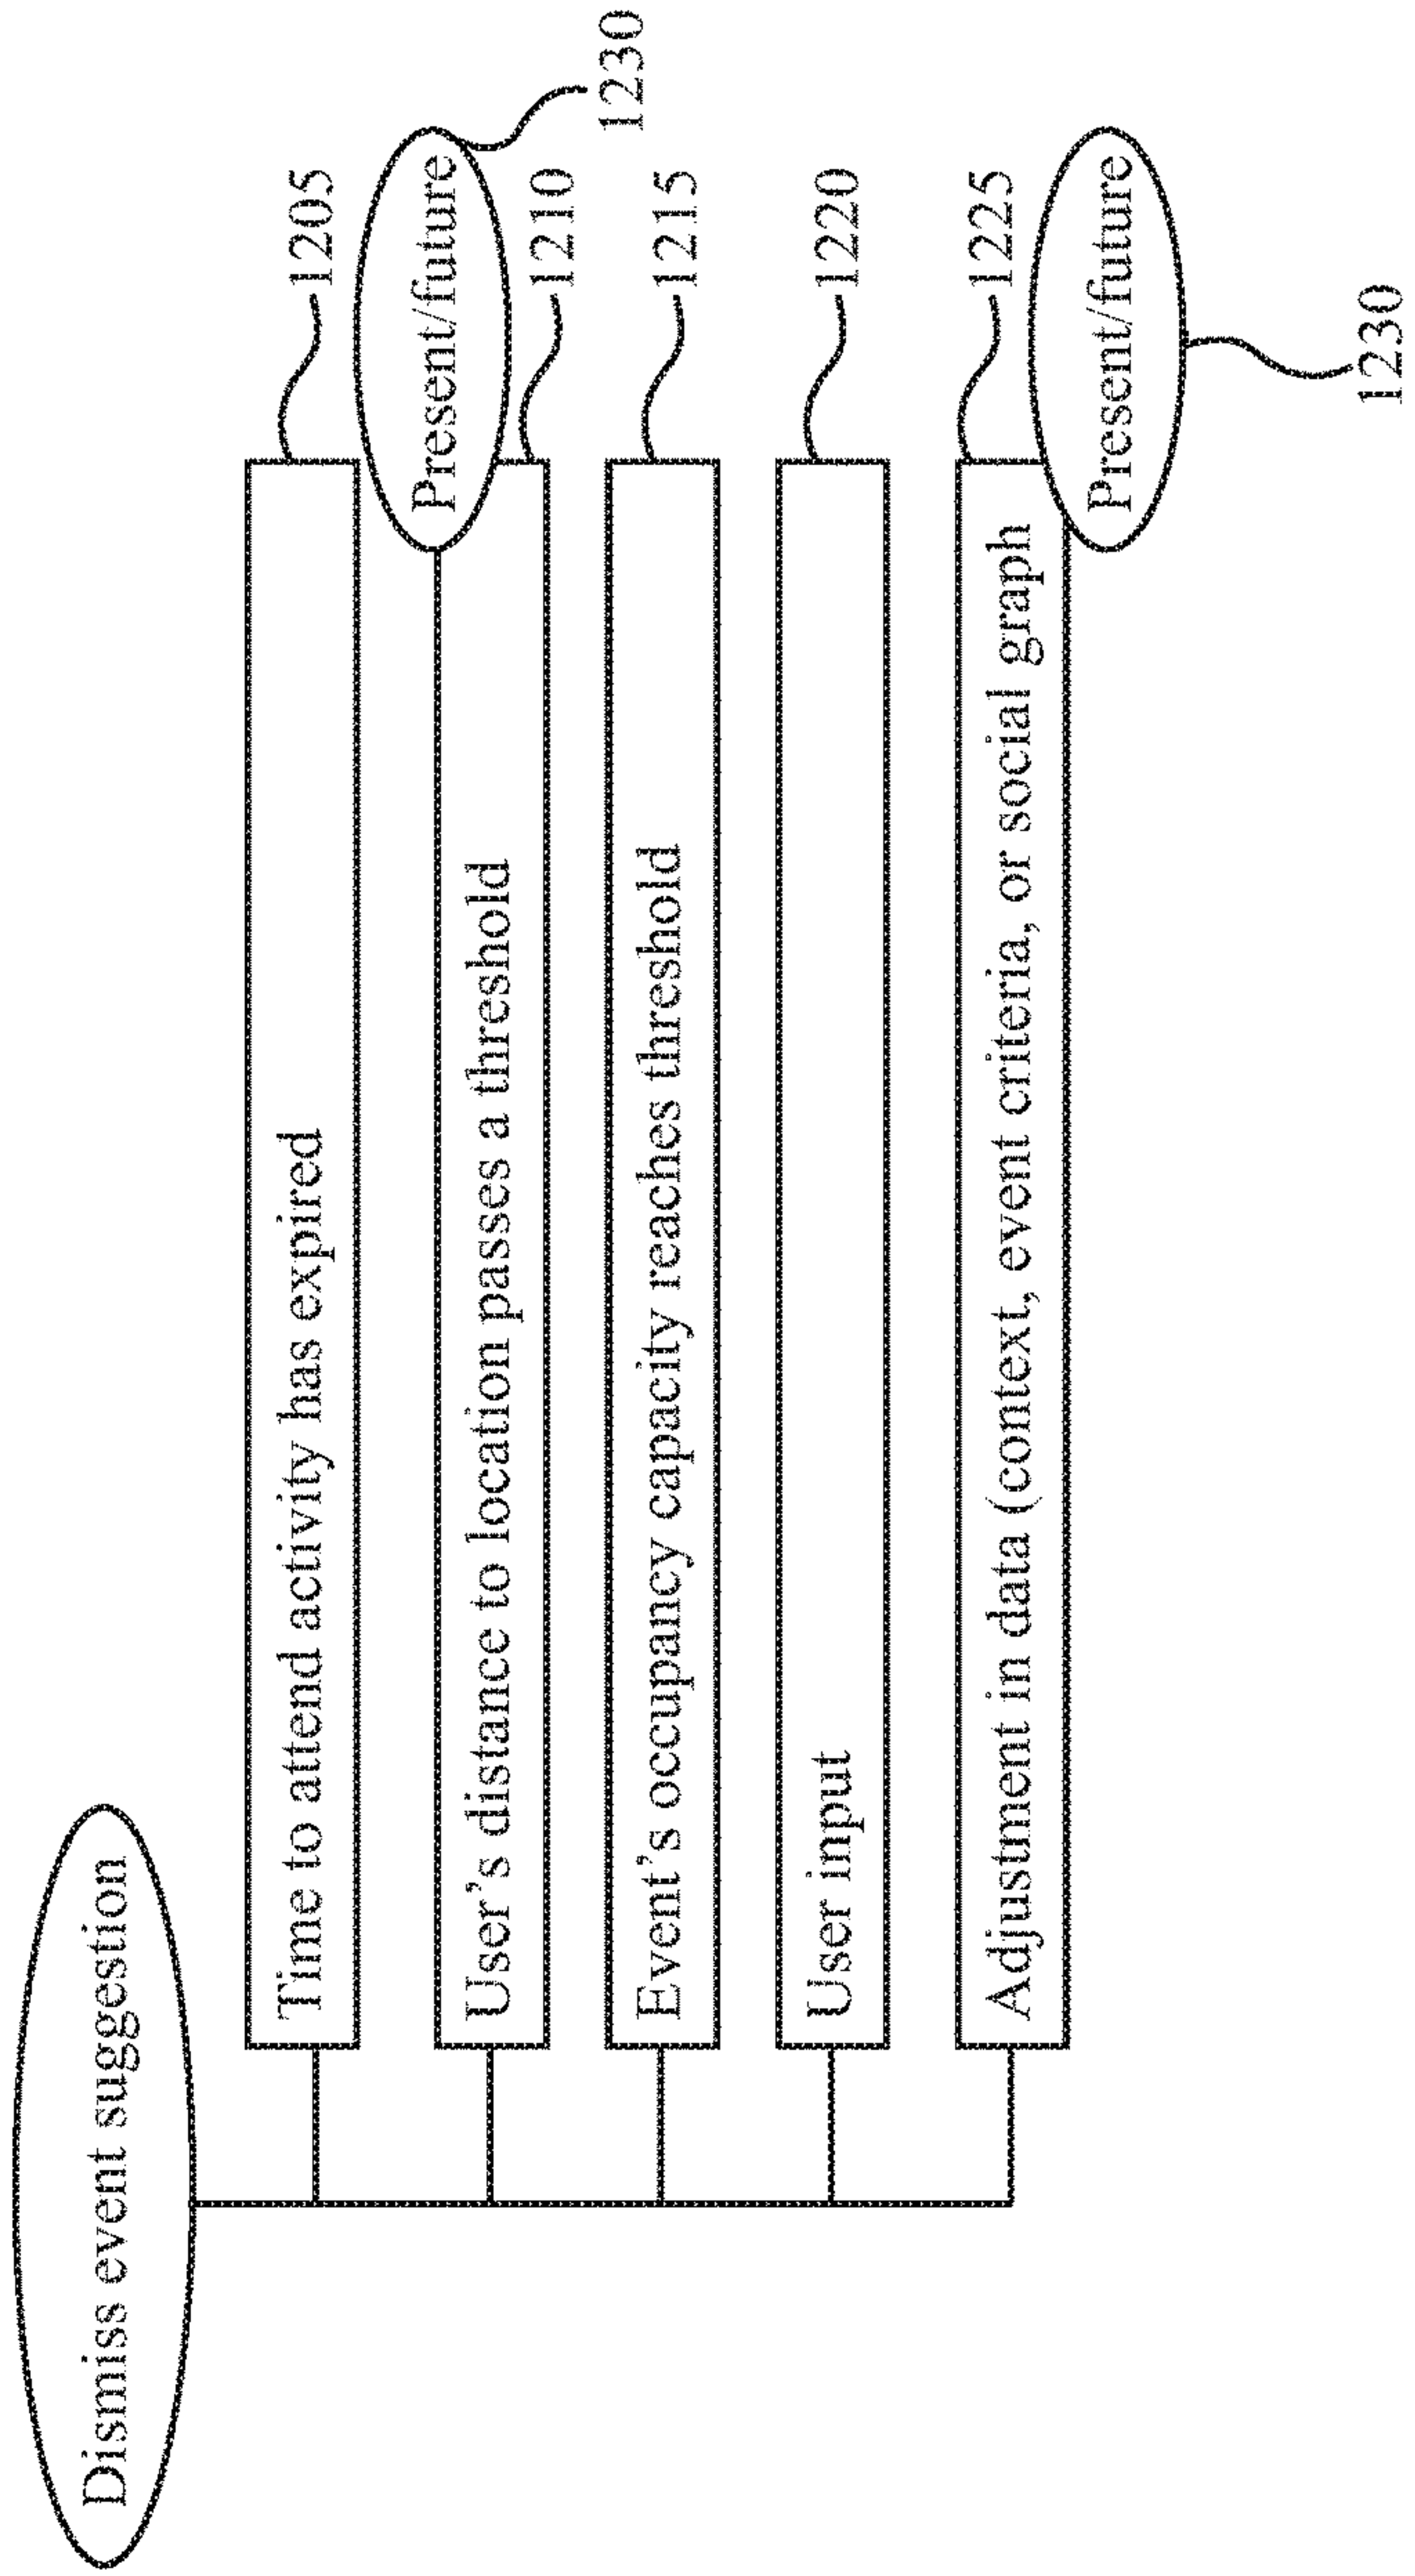 Dismiss event suggestion
Time to attend activity has expired
1205
Present/future
1230
User's distance to location passes a threshold
1210
Event's occupancy capacity reaches threshold
1215
User input
1220
Adjustment in data (context, event criteria, or social graph
1225
Present/future
1230